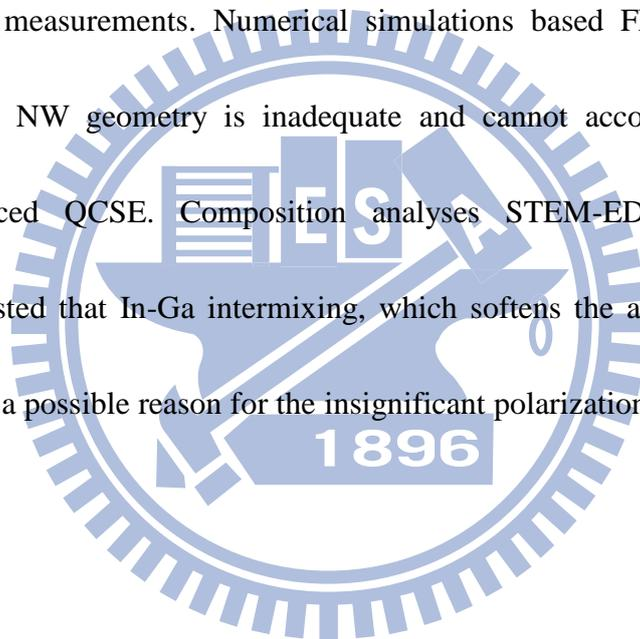 measurements. Numerical simulations based F
NW geometry is inadequate and cannot acco
ced QCSE. Composition analyses STEM-ED
sted that In-Ga intermixing, which softens the a
a possible reason for the insignificant polarization
E S A
1896